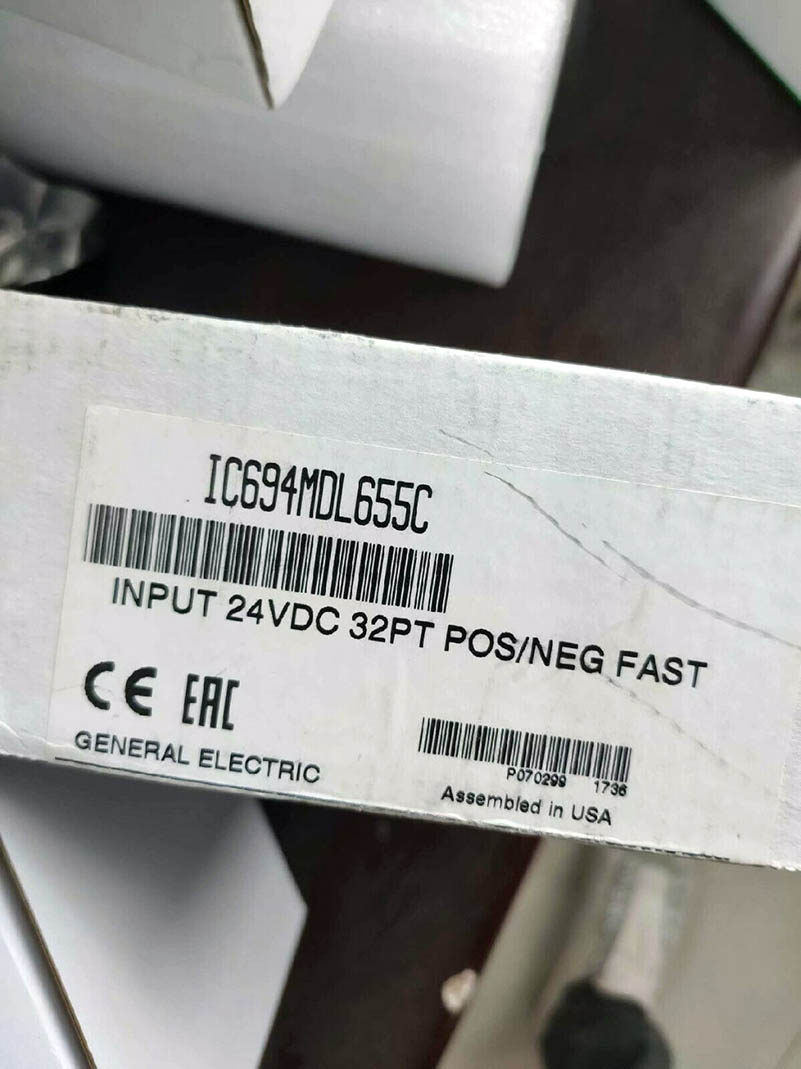 IC694MDL655C
INPUT 24VDC 32PT POS/NEG FAST
CE EAC
GENERAL ELECTRIC
P070299 1736
Assembled in USA